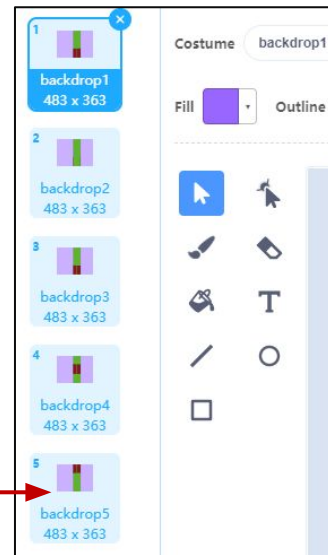 1
backdrop1
483 x 363
2
backdrop2
483 x 363
3
backdrop3
483 x 363
4
backdrop4
483 x 363
5
backdrop5
483 x 363
Costume
backdrop1
Fill
Outline
T